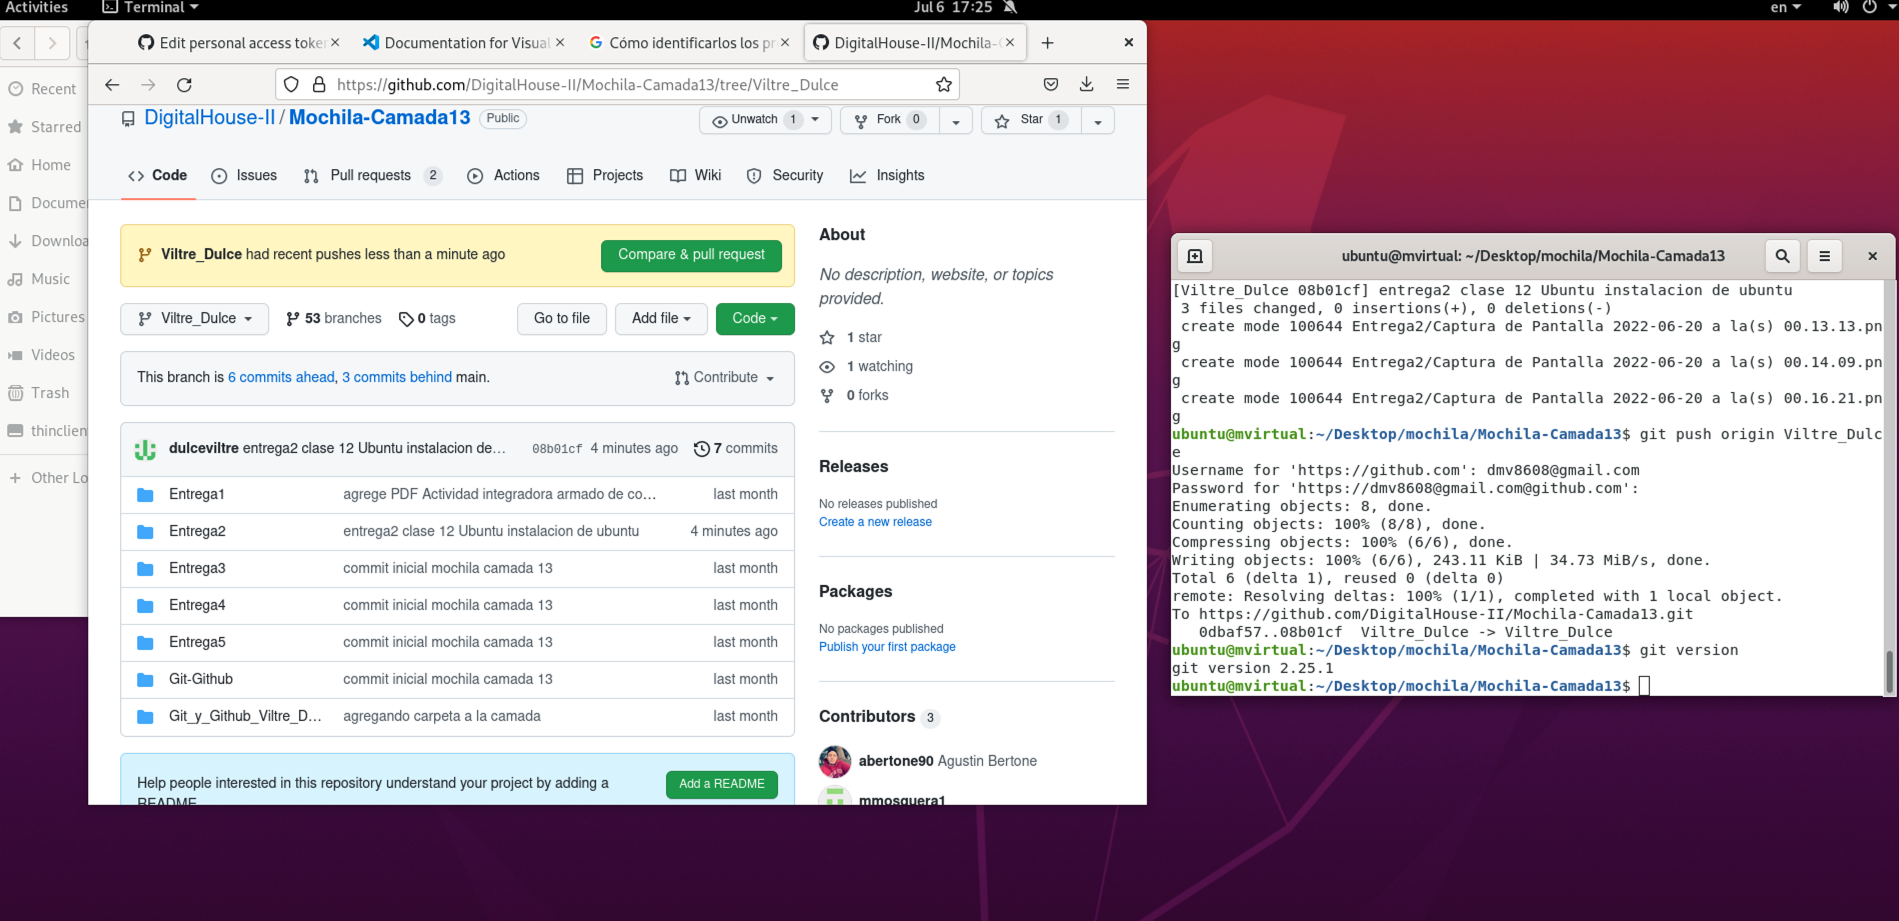 Activities
Terminal
Jul 6 17:25
en
Recent
Starred
Home
Docume
Downloa
Music
Pictures
Videos
Trash
thinclien
+ Other Lo
Edit personal access toke
Documentation for Visual
Cómo identificarlos los pr
DigitalHouse-II/Mochila-C
https://github.com/DigitalHouse-II/Mochila-Camada13/tree/Viltre_Dulce
DigitalHouse-II / Mochila-Camada13 Public
Unwatch 1
Fork 0
Star 1
Code
Issues
Pull requests 2
Actions
Projects
Wiki
Security
Insights
Viltre_Dulce had recent pushes less than a minute ago
Compare & pull request
Viltre_Dulce
53 branches
0 tags
Go to file
Add file
Code
This branch is 6 commits ahead, 3 commits behind main.
Contribute
dulceviltre entrega2 clase 12 Ubuntu instalacion de... 08b01cf 4 minutes ago 7 commits
Entrega1 agrege PDF Actividad integradora armado de co... last month
Entrega2 entrega2 clase 12 Ubuntu instalacion de ubuntu 4 minutes ago
Entrega3 commit inicial mochila camada 13 last month
Entrega4 commit inicial mochila camada 13 last month
Entrega5 commit inicial mochila camada 13 last month
Git-Github commit inicial mochila camada 13 last month
Git_y_Github_Viltre_D... agregando carpeta a la camada last month
Help people interested in this repository understand your project by adding a
README
Add a README
About
No description, website, or topics
provided.
1 star
1 watching
0 forks
Releases
No releases published
Create a new release
Packages
No packages published
Publish your first package
Contributors 3
abertone90 Agustin Bertone
mmosquera1
ubuntu@mvirtual: ~/Desktop/mochila/Mochila-Camada13
[Viltre_Dulce 08b01cf] entrega2 clase 12 Ubuntu instalacion de ubuntu
3 files changed, 0 insertions(+), 0 deletions(-)
create mode 100644 Entrega2/Captura de Pantalla 2022-06-20 a la(s) 00.13.13.pn
g
create mode 100644 Entrega2/Captura de Pantalla 2022-06-20 a la(s) 00.14.09.pn
g
create mode 100644 Entrega2/Captura de Pantalla 2022-06-20 a la(s) 00.16.21.pn
g
ubuntu@mvirtual:~/Desktop/mochila/Mochila-Camada13$ git push origin Viltre_Dulc
e
Username for 'https://github.com': dmv8608@gmail.com
Password for 'https://dmv8608@gmail.com@github.com':
Enumerating objects: 8, done.
Counting objects: 100% (8/8), done.
Compressing objects: 100% (6/6), done.
Writing objects: 100% (6/6), 243.11 KiB | 34.73 MiB/s, done.
Total 6 (delta 1), reused 0 (delta 0)
remote: Resolving deltas: 100% (1/1), completed with 1 local object.
To https://github.com/DigitalHouse-II/Mochila-Camada13.git
0dbaf57..08b01cf Viltre_Dulce -> Viltre_Dulce
ubuntu@mvirtual:~/Desktop/mochila/Mochila-Camada13$ git version
git version 2.25.1
ubuntu@mvirtual:~/Desktop/mochila/Mochila-Camada13$